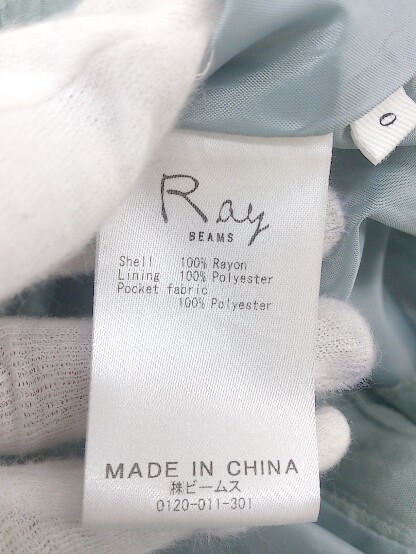 0
Ray
BEAMS
Shell 100% Rayon
Lining 100% Polyester
Pocket fabric
100% Polyester
MADE IN CHINA
㈱ビームス
0120-011-301